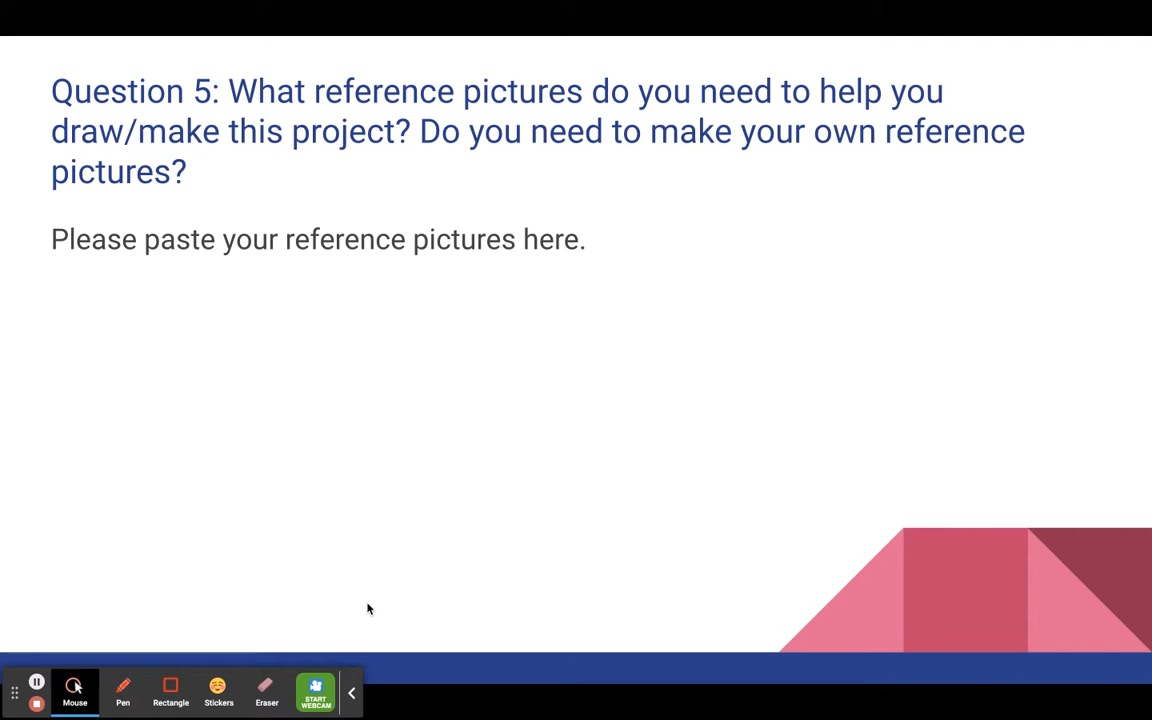 Question 5: What reference pictures do you need to help you
draw/make this project? Do you need to make your own reference
pictures?
Please paste your reference pictures here.
Mouse
Pen
Rectangle
Stickers
Eraser
START
WEBCAM